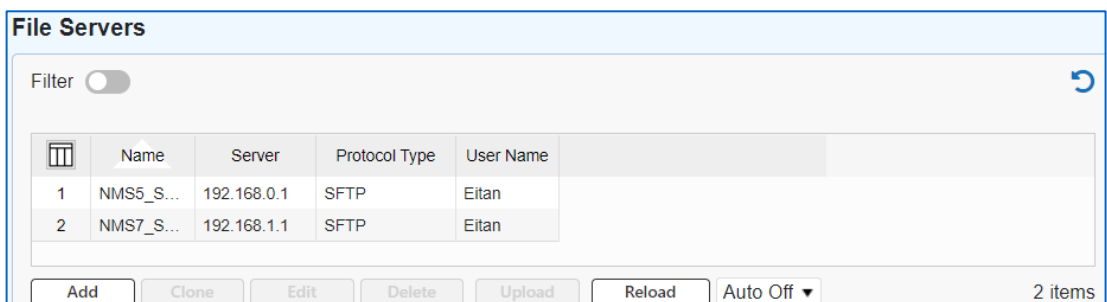 File Servers
Filter
Name Server Protocol Type User Name
1 NMS5_S... 192.168.0.1 SFTP Eitan
2 NMS7_S... 192.168.1.1 SFTP Eitan
Add Clone Edit Delete Upload Reload Auto Off ▼ 2 items